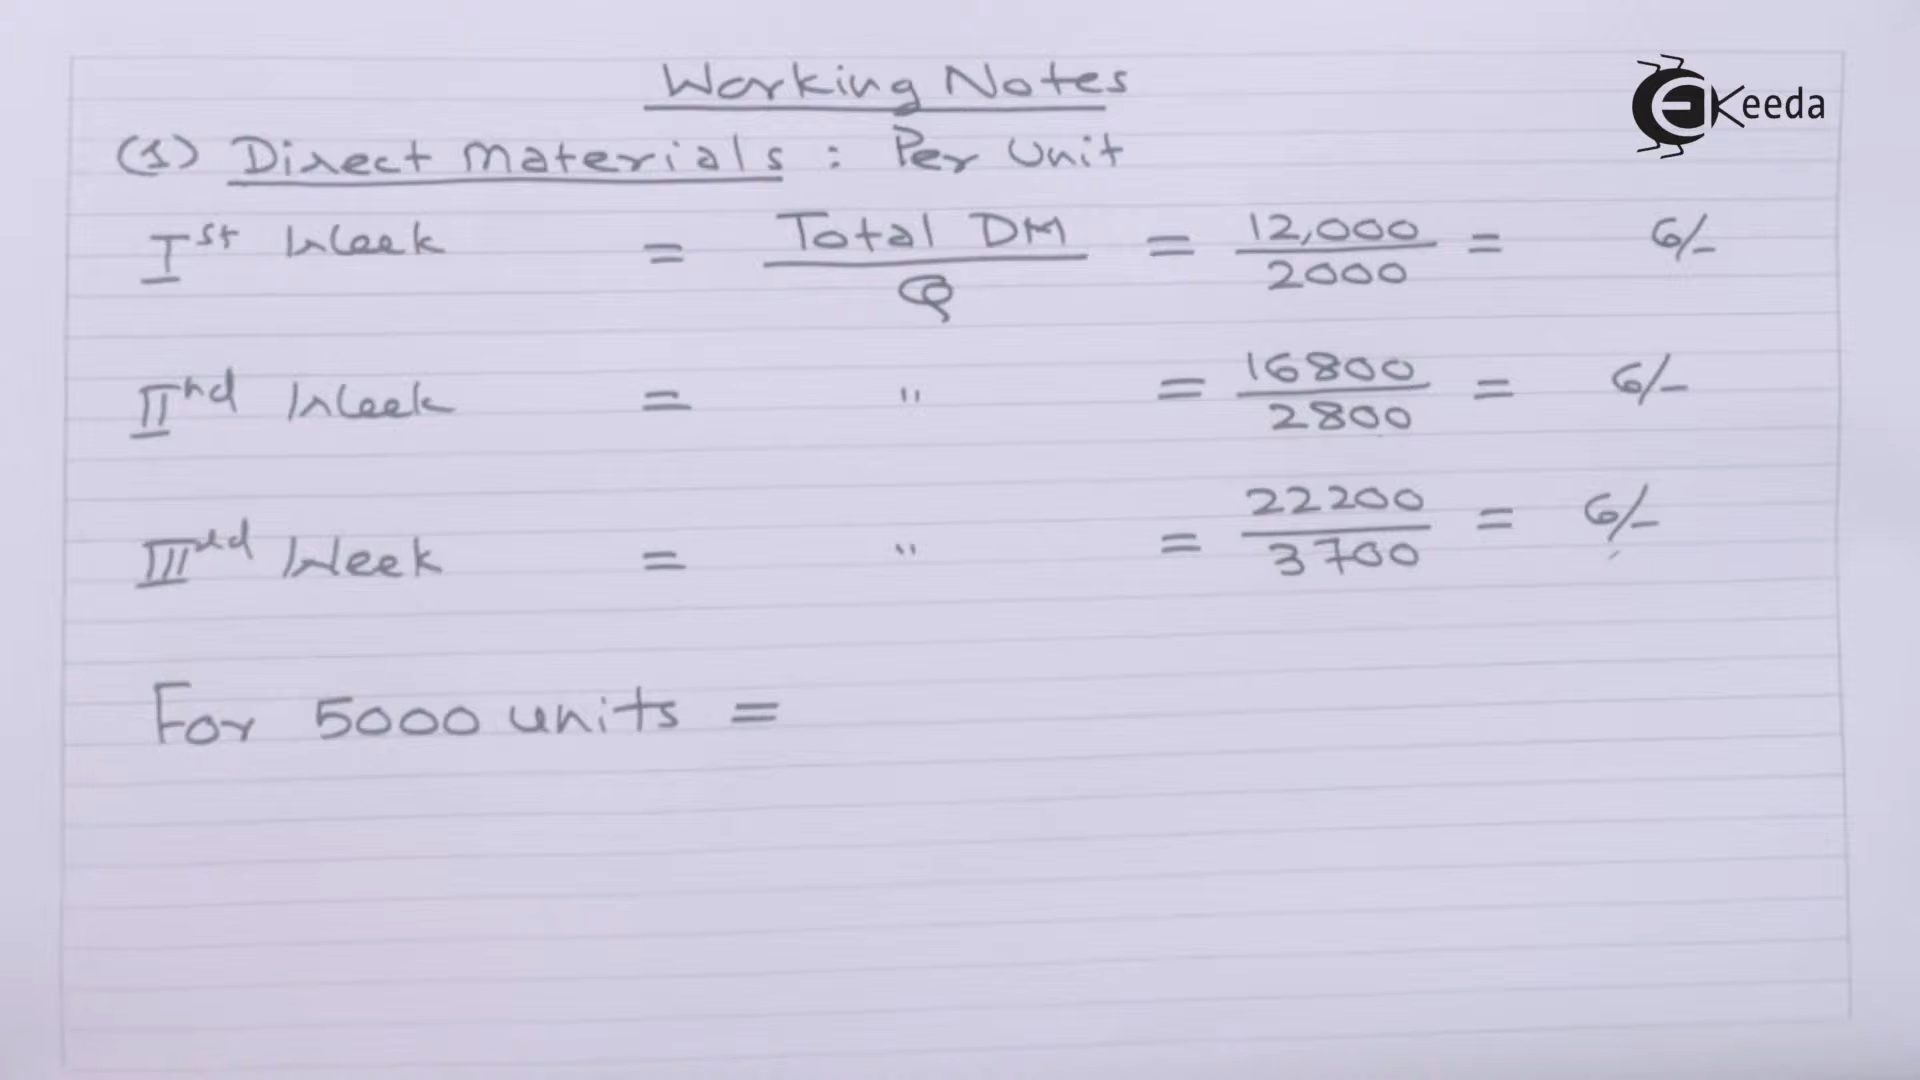 Working Notes
EKeeda
(1) Direct Materials : Per Unit
Ist Week = Total DM / Q = 12,000 / 2000 = 6/-
IInd Week = " = 16800 / 2800 = 6/-
IIIrd Week = " = 22200 / 3700 = 6/-
For 5000 units =